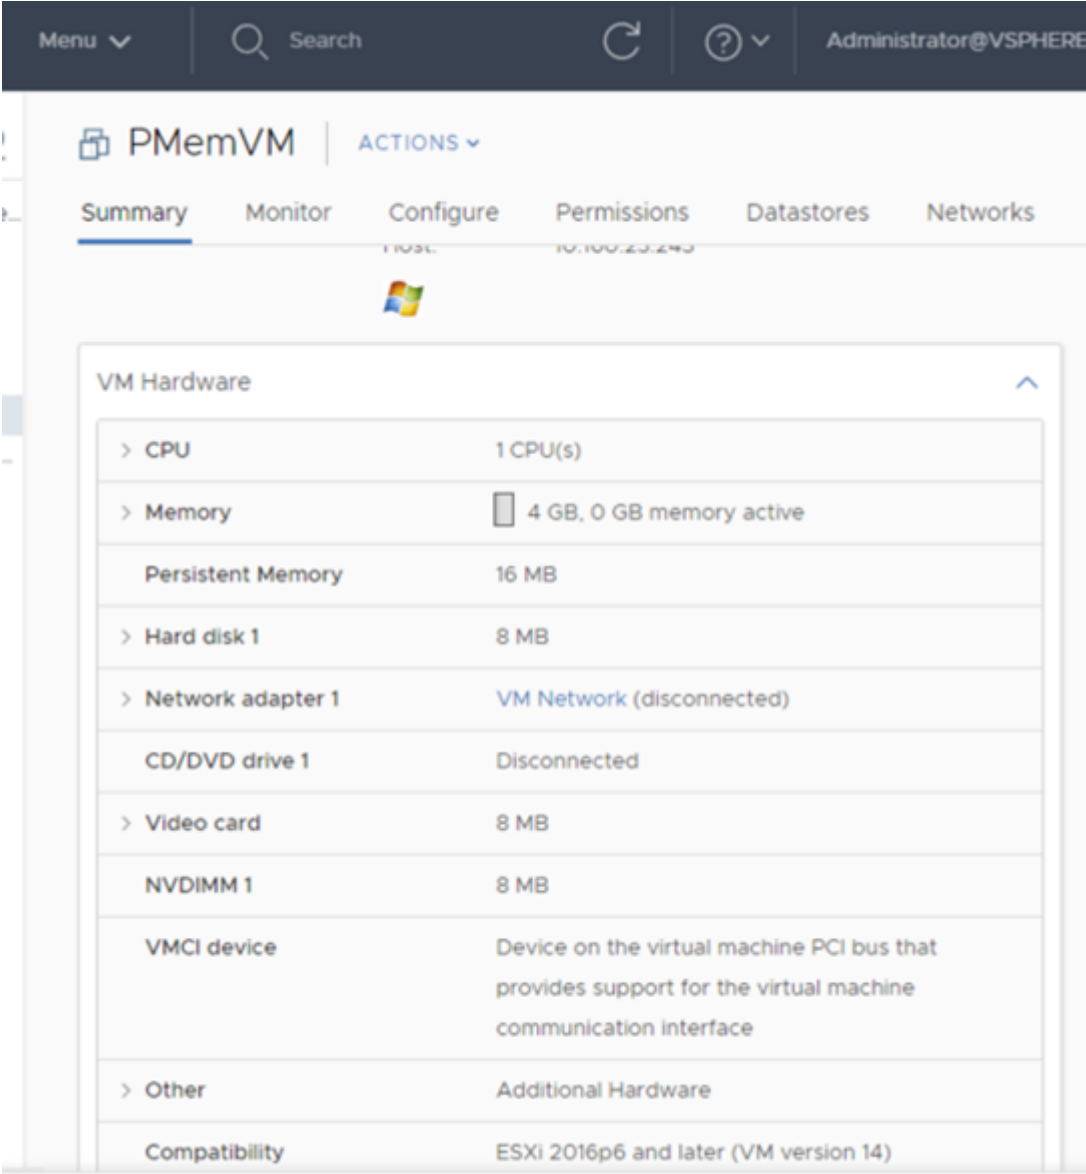 Menu
Search
Administrator@VSPHERE
PMemVM
ACTIONS
Summary Monitor Configure Permissions Datastores Networks
VM Hardware
CPU 1 CPU(s)
Memory 4 GB, 0 GB memory active
Persistent Memory 16 MB
Hard disk 1 8 MB
Network adapter 1 VM Network (disconnected)
CD/DVD drive 1 Disconnected
Video card 8 MB
NVDIMM 1 8 MB
VMCI device Device on the virtual machine PCI bus that
provides support for the virtual machine
communication interface
Other Additional Hardware
Compatibility ESXi 2016p6 and later (VM version 14)